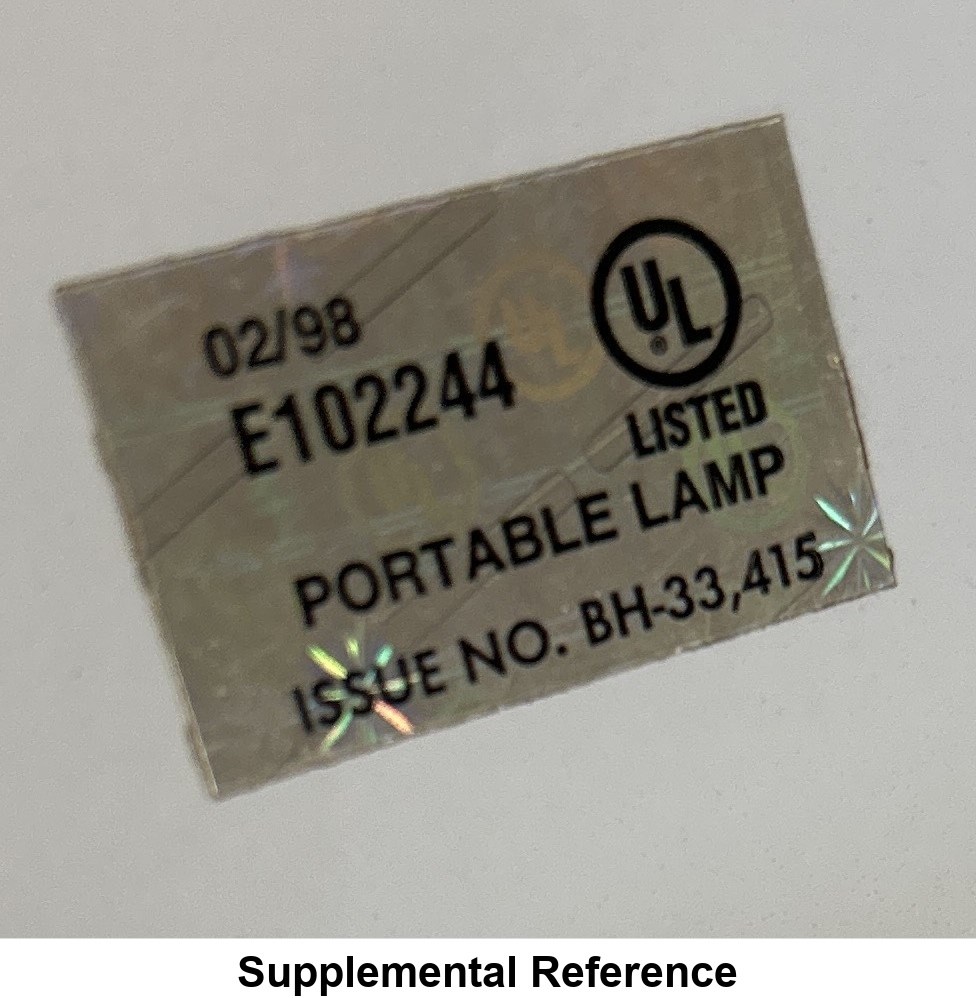 02/98
E102244
UL
®
LISTED
PORTABLE LAMP
ISSUE NO. BH-33,415
Supplemental Reference